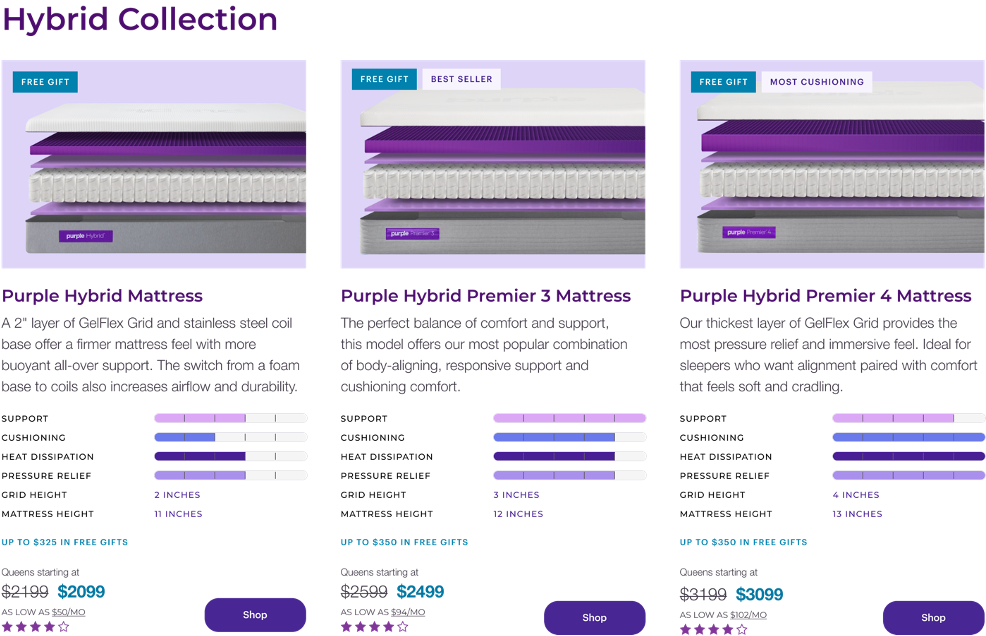 Hybrid Collection
FREE GIFT
purple Hybrid
Purple Hybrid Mattress
A 2" layer of GelFlex Grid and stainless steel coil
base offer a firmer mattress feel with more
buoyant all-over support. The switch from a foam
base to coils also increases airflow and durability.
SUPPORT
CUSHIONING
HEAT DISSIPATION
PRESSURE RELIEF
GRID HEIGHT 2 INCHES
MATTRESS HEIGHT 11 INCHES
UP TO $325 IN FREE GIFTS
Queens starting at
$2199 $2099
AS LOW AS $50/MO
Shop
FREE GIFT BEST SELLER
purple Premier 3
Purple Hybrid Premier 3 Mattress
The perfect balance of comfort and support,
this model offers our most popular combination
of body-aligning, responsive support and
cushioning comfort.
SUPPORT
CUSHIONING
HEAT DISSIPATION
PRESSURE RELIEF
GRID HEIGHT 3 INCHES
MATTRESS HEIGHT 12 INCHES
UP TO $350 IN FREE GIFTS
Queens starting at
$2599 $2499
AS LOW AS $94/MO
Shop
FREE GIFT MOST CUSHIONING
purple Premier 4
Purple Hybrid Premier 4 Mattress
Our thickest layer of GelFlex Grid provides the
most pressure relief and immersive feel. Ideal for
sleepers who want alignment paired with comfort
that feels soft and cradling.
SUPPORT
CUSHIONING
HEAT DISSIPATION
PRESSURE RELIEF
GRID HEIGHT 4 INCHES
MATTRESS HEIGHT 13 INCHES
UP TO $350 IN FREE GIFTS
Queens starting at
$3199 $3099
AS LOW AS $102/MO
Shop